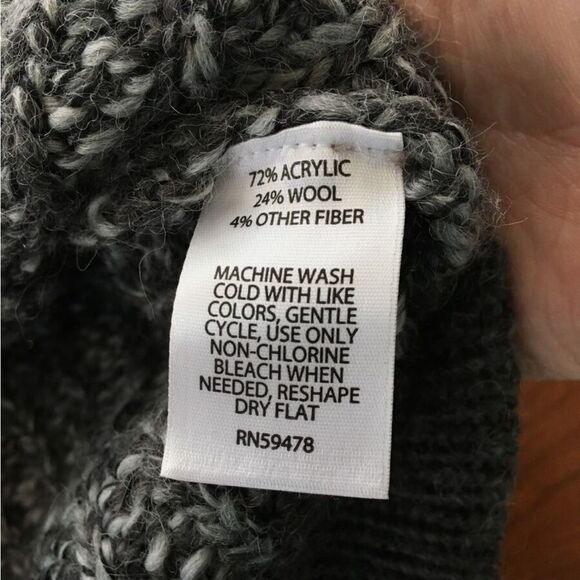 72% ACRYLIC
24% WOOL
4% OTHER FIBER
MACHINE WASH
COLD WITH LIKE
COLORS, GENTLE
CYCLE, USE ONLY
NON-CHLORINE
BLEACH WHEN
NEEDED, RESHAPE
DRY FLAT
RN59478